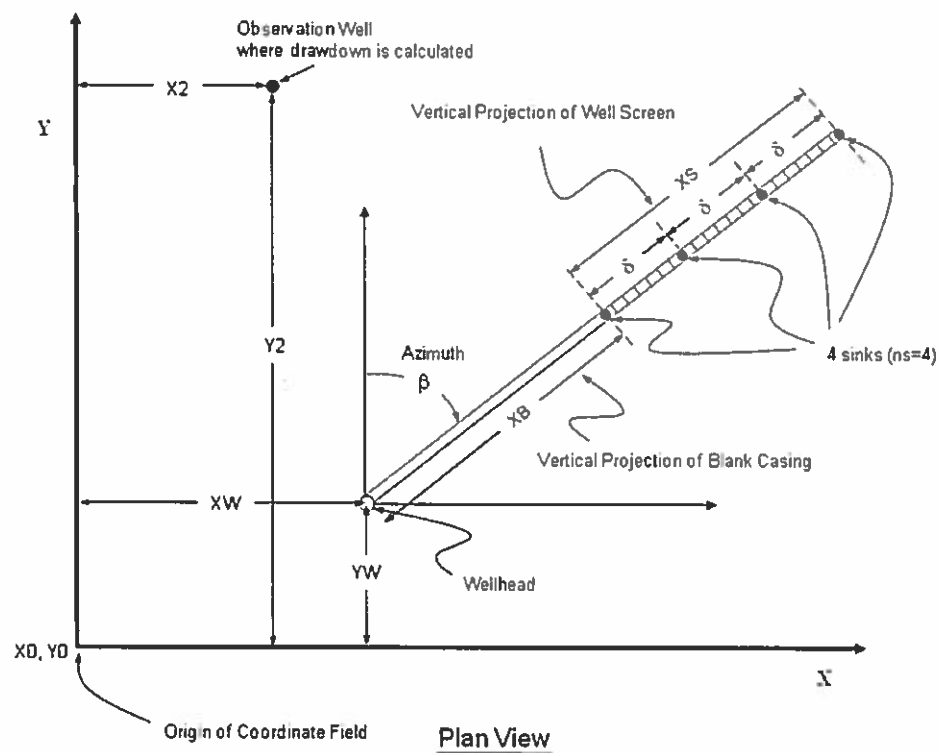 Observation Well
where drawdown is calculated
X2
Y
Vertical Projection of Well Screen
XS
δ
δ
δ
Y2
Azimuth
β
4 sinks (ns=4)
XB
Vertical Projection of Blank Casing
XW
YW
Wellhead
X0, Y0
X
Origin of Coordinate Field
Plan View